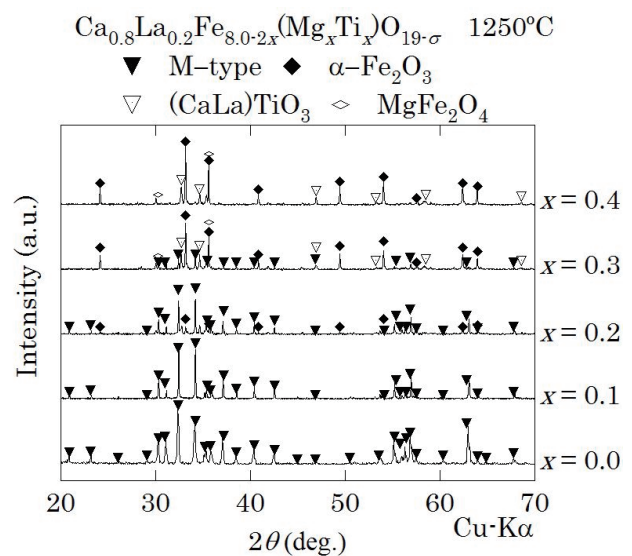 Ca0.8La0.2Fe8.0-2x(MgxTix)O19-σ 1250°C
▼ M-type ◆ α-Fe2O3
▽ (CaLa)TiO3 ◇ MgFe2O4
Intensity (a.u.)
x = 0.4
x = 0.3
x = 0.2
x = 0.1
x = 0.0
20 30 40 50 60 70
2θ (deg.) Cu-Kα